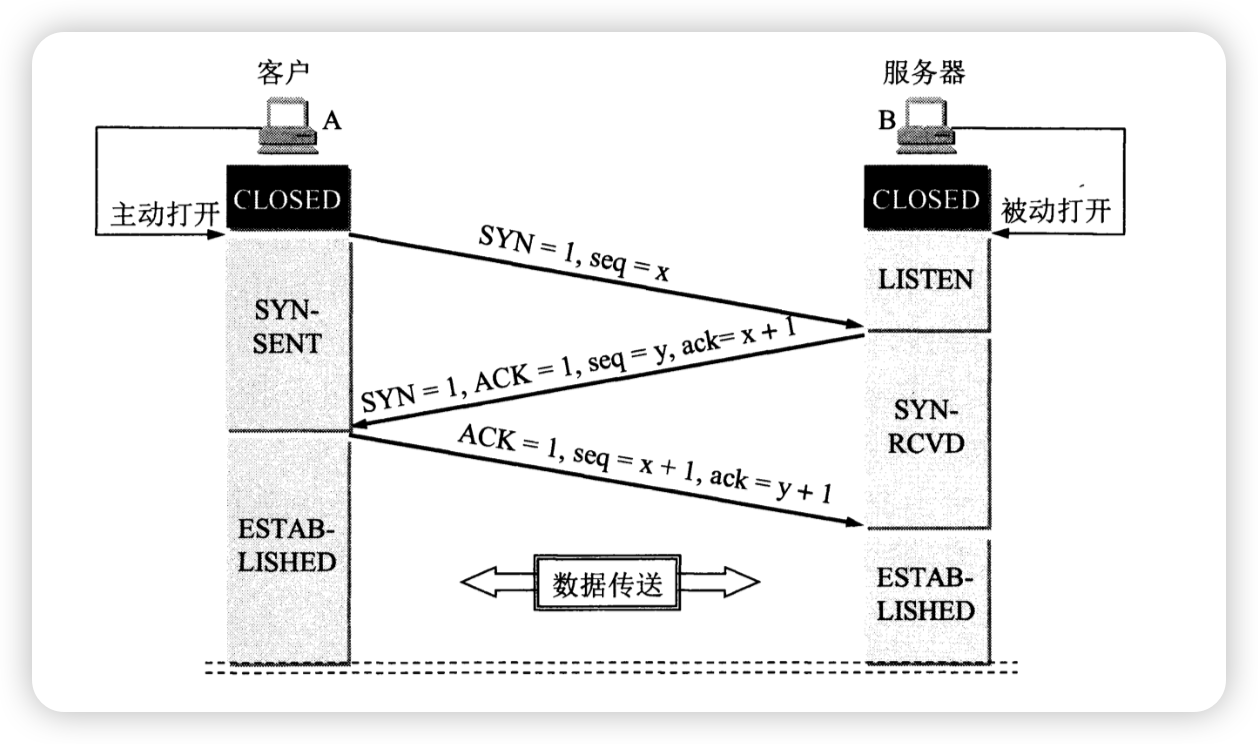 客户
服务器
A
B
CLOSED
CLOSED
主动打开
被动打开
SYN = 1, seq = x
LISTEN
SYN-
SENT
SYN = 1, ACK = 1, seq = y, ack= x + 1
SYN-
RCVD
ACK = 1, seq = x + 1, ack = y + 1
ESTAB-
LISHED
数据传送
ESTAB-
LISHED